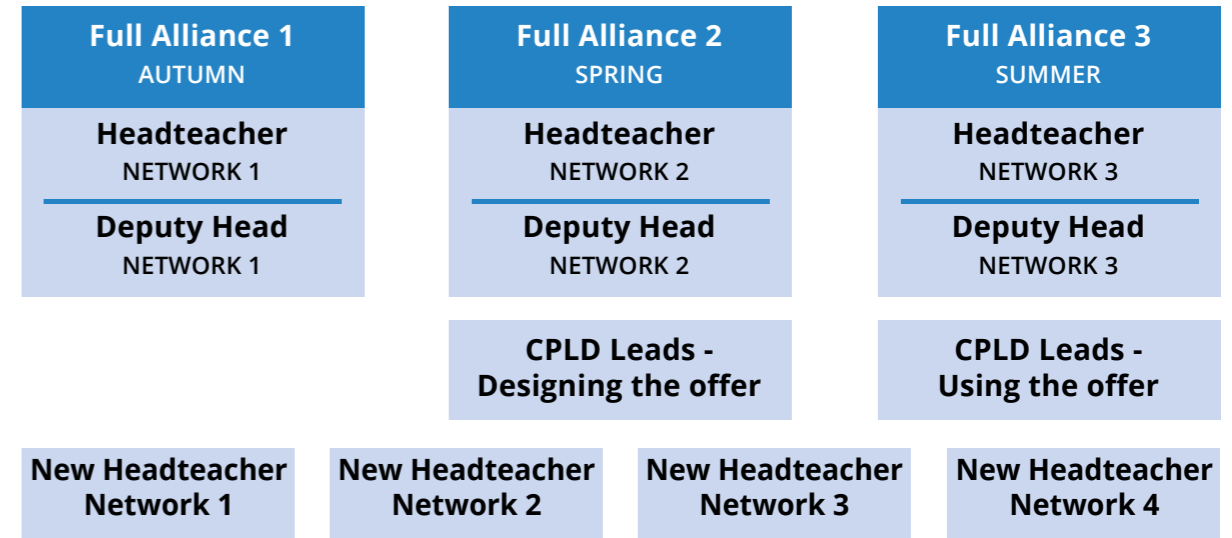 Full Alliance 1
AUTUMN
Headteacher
NETWORK 1
Deputy Head
NETWORK 1
Full Alliance 2
SPRING
Headteacher
NETWORK 2
Deputy Head
NETWORK 2
CPLD Leads -
Designing the offer
Full Alliance 3
SUMMER
Headteacher
NETWORK 3
Deputy Head
NETWORK 3
CPLD Leads -
Using the offer
New Headteacher
Network 1
New Headteacher
Network 2
New Headteacher
Network 3
New Headteacher
Network 4